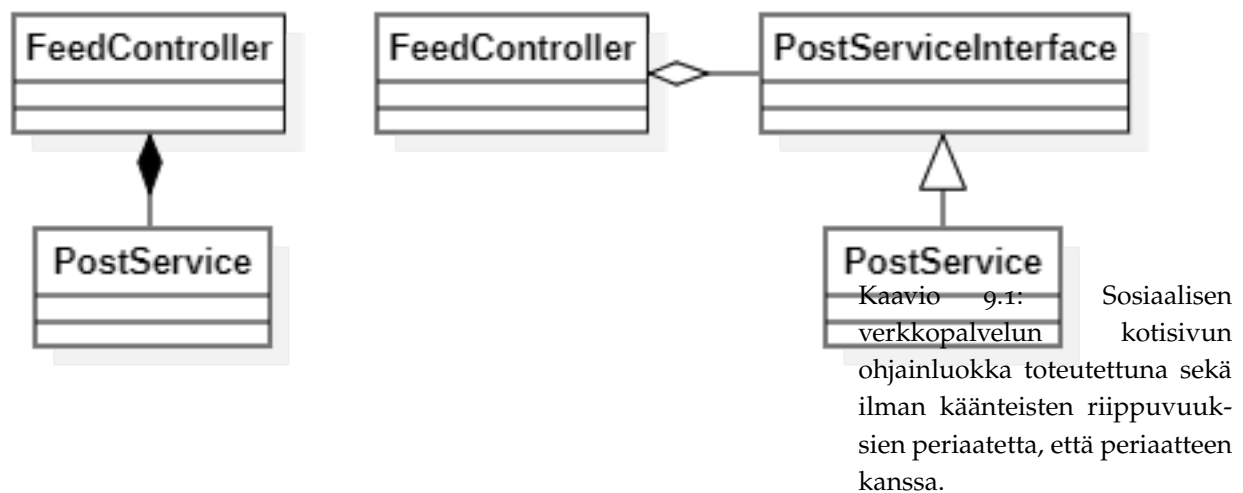 FeedController
PostService
FeedController
PostServiceInterface
PostService
Kaavio 9.1: Sosiaalisen
verkkopalvelun kotisivun
ohjainluokka toteutettuna sekä
ilman käänteisten riippuvuuk-
sien periaatetta, että periaatteen
kanssa.